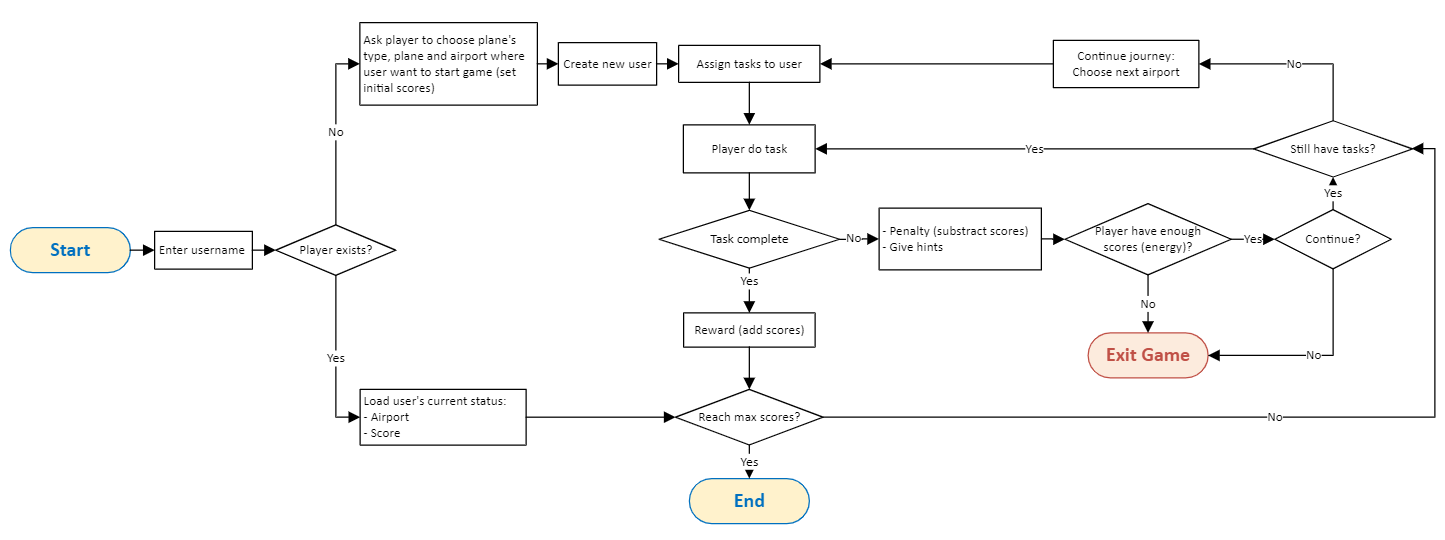 Ask player to choose plane's
type, plane and airport where
user want to start game (set
initial scores)
Create new user
Assign tasks to user
Continue journey:
Choose next airport
No
No
Player do task
Yes
Still have tasks?
Yes
Start
Enter username
Player exists?
Task complete
No
- Penalty (substract scores)
- Give hints
Player have enough
scores (energy)?
Yes
Continue?
Yes
No
Reward (add scores)
Exit Game
No
Yes
Load user's current status:
- Airport
- Score
Reach max scores?
No
Yes
End